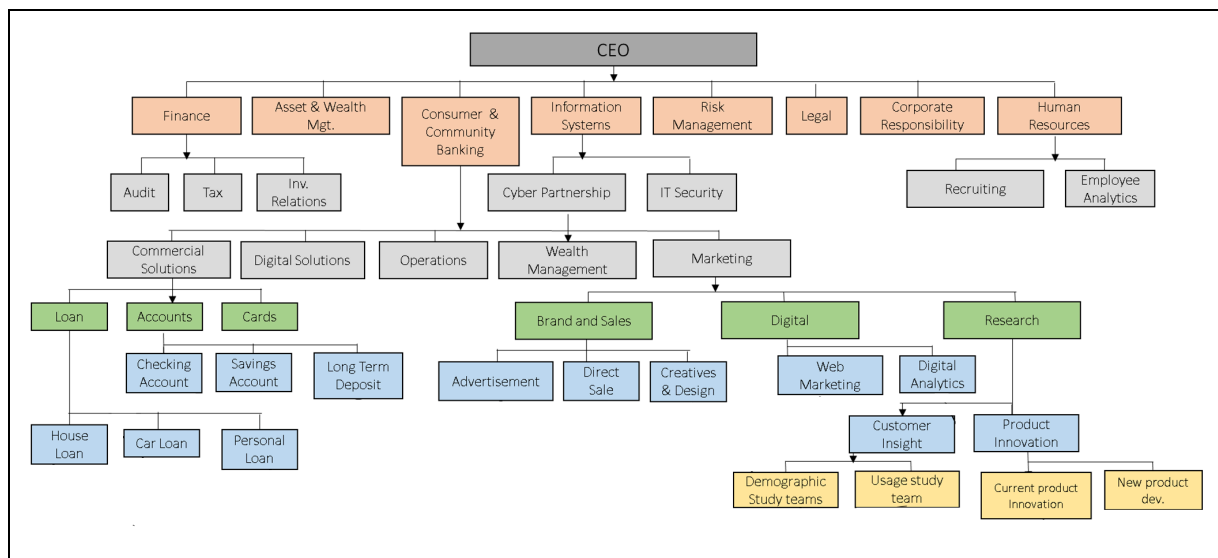 CEO
Finance
Asset & Wealth
Mgt.
Consumer &
Community
Banking
Information
Systems
Risk
Management
Legal
Corporate
Responsibility
Human
Resources
Audit
Tax
Inv.
Relations
Cyber Partnership
IT Security
Recruiting
Employee
Analytics
Commercial
Solutions
Digital Solutions
Operations
Wealth
Management
Marketing
Loan
Accounts
Cards
Brand and Sales
Digital
Research
Checking
Account
Savings
Account
Long Term
Deposit
Advertisement
Direct
Sale
Creatives
& Design
Web
Marketing
Digital
Analytics
House
Loan
Car Loan
Personal
Loan
Customer
Insight
Product
Innovation
Demographic
Study teams
Usage study
team
Current product
Innovation
New product
dev.